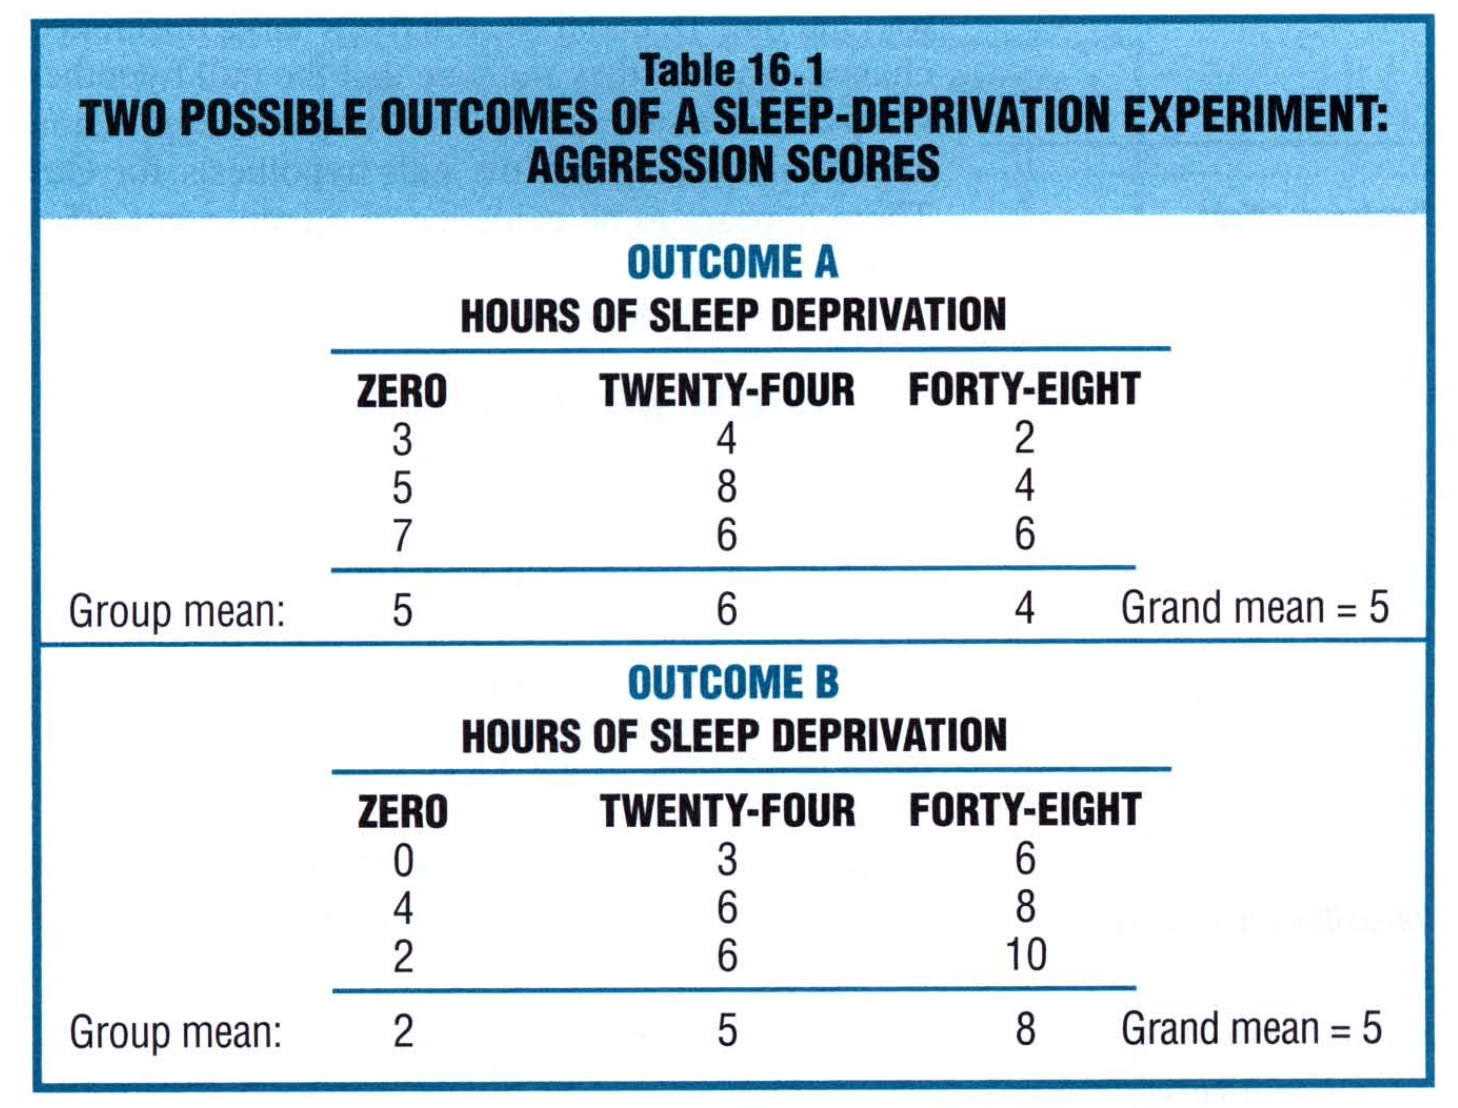 Table 16.1
TWO POSSIBLE OUTCOMES OF A SLEEP-DEPRIVATION EXPERIMENT:
AGGRESSION SCORES
OUTCOME A
HOURS OF SLEEP DEPRIVATION
ZERO TWENTY-FOUR FORTY-EIGHT
3 4 2
5 8 4
7 6 6
Group mean: 5 6 4 Grand mean = 5
OUTCOME B
HOURS OF SLEEP DEPRIVATION
ZERO TWENTY-FOUR FORTY-EIGHT
0 3 6
4 6 8
2 6 10
Group mean: 2 5 8 Grand mean = 5